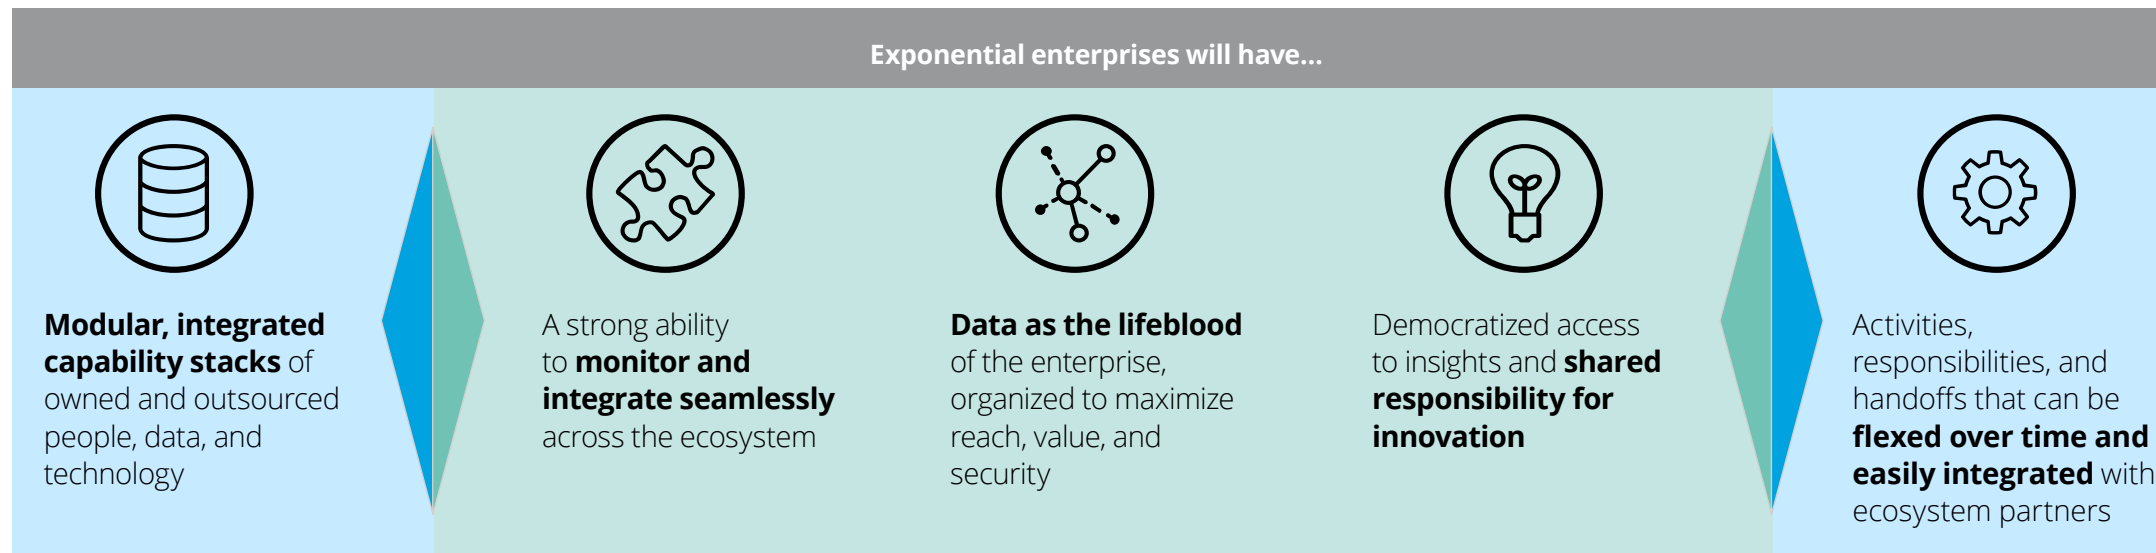 Exponential enterprises will have...
Modular, integrated
capability stacks of
owned and outsourced
people, data, and
technology
A strong ability
to monitor and
integrate seamlessly
across the ecosystem
Data as the lifeblood
of the enterprise,
organized to maximize
reach, value, and
security
Democratized access
to insights and shared
responsibility for
innovation
Activities,
responsibilities, and
handoffs that can be
flexed over time and
easily integrated with
ecosystem partners